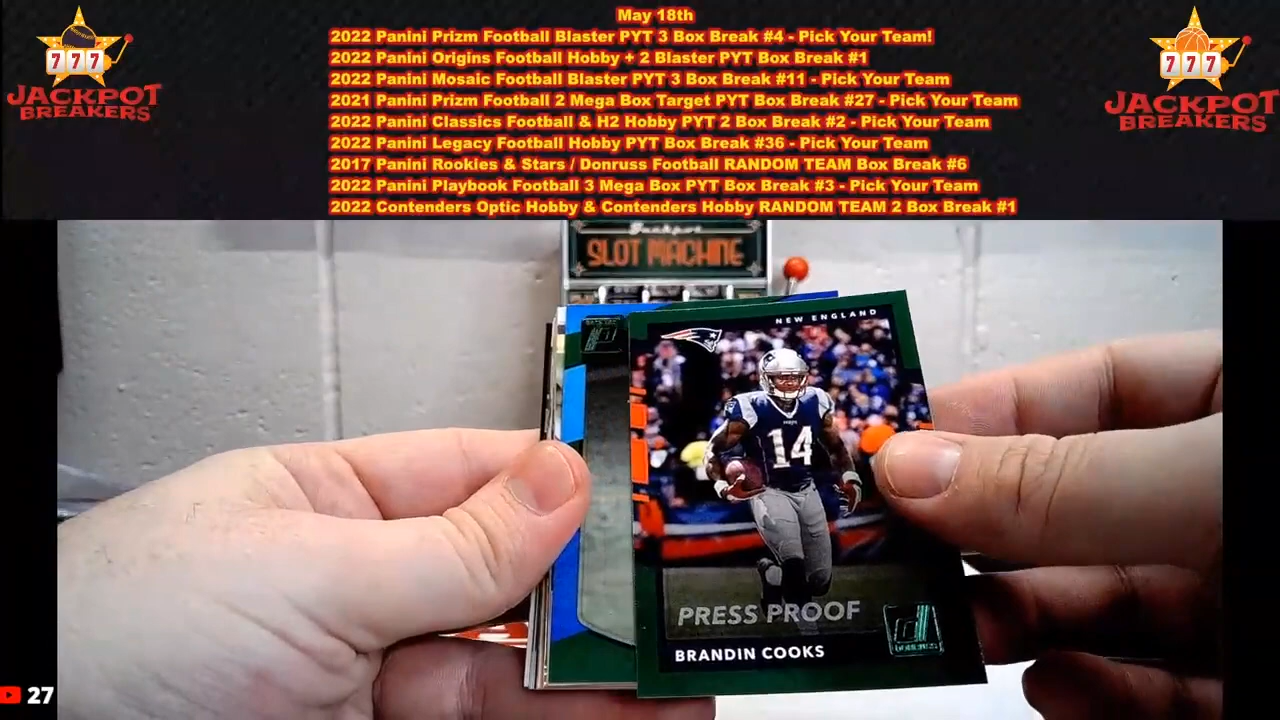 May 18th
2022 Panini Prizm Football Blaster PYT 3 Box Break #4 - Pick Your Team!
2022 Panini Origins Football Hobby + 2 Blaster PYT Box Break #1
2022 Panini Mosaic Football Blaster PYT 3 Box Break #11 - Pick Your Team
2021 Panini Prizm Football 2 Mega Box Target PYT Box Break #27 - Pick Your Team
2022 Panini Classics Football & H2 Hobby PYT 2 Box Break #2 - Pick Your Team
2022 Panini Legacy Football Hobby PYT Box Break #36 - Pick Your Team
2017 Panini Rookies & Stars / Donruss Football RANDOM TEAM Box Break #6
2022 Panini Playbook Football 3 Mega Box PYT Box Break #3 - Pick Your Team
2022 Contenders Optic Hobby & Contenders Hobby RANDOM TEAM 2 Box Break #1
777
JACKPOT
BREAKERS
777
JACKPOT
BREAKERS
Jackpot
SLOT MACHINE
NEW ENGLAND
14
PRESS PROOF
DONRUSS
BRANDIN COOKS
27